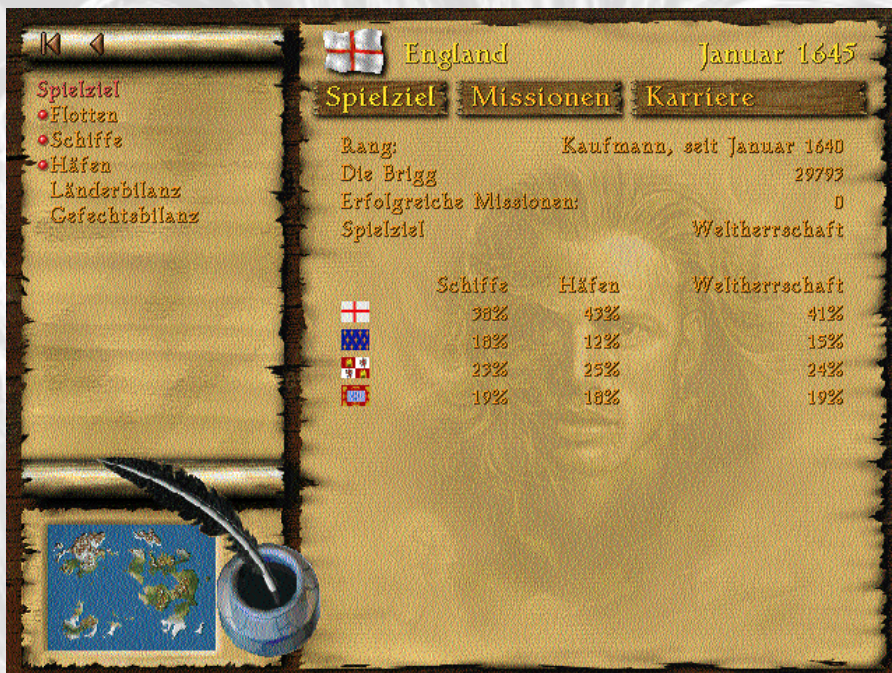 England Januar 1645
Spielziel Missionen Karriere
Spielziel
Flotten
Schiffe
Häfen
Länderbilanz
Gefechtsbilanz
Rang: Kaufmann, seit Januar 1640
Die Brigg 29793
Erfolgreiche Missionen: 0
Spielziel Weltherrschaft
Schiffe Häfen Weltherrschaft
38% 43% 41%
18% 12% 15%
23% 25% 24%
19% 18% 19%